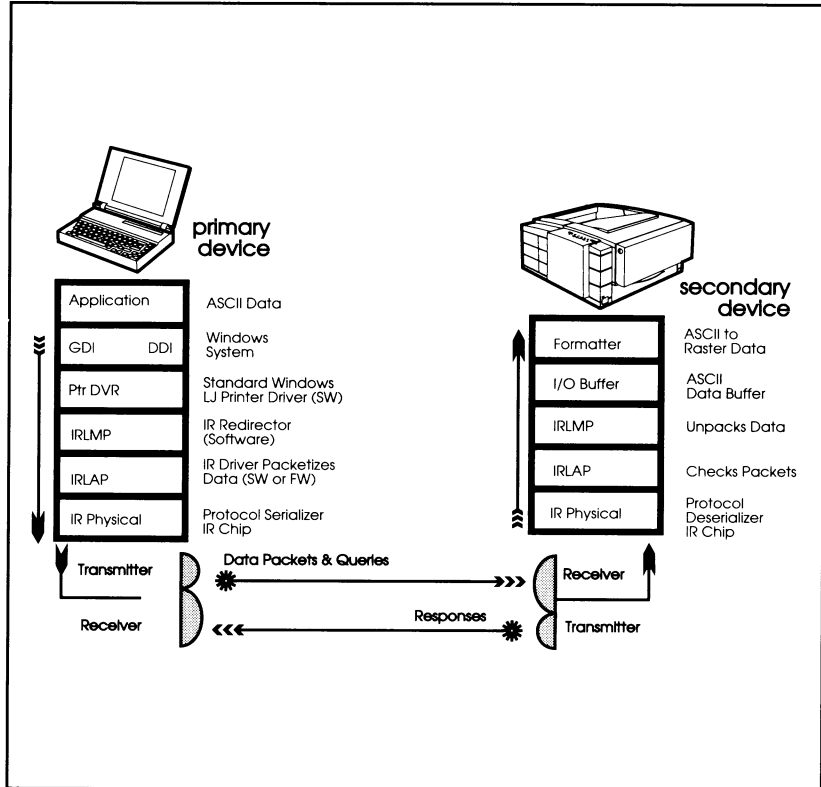 primary
device
Application
ASCII Data
GDI DDI
Windows
System
Ptr DVR
Standard Windows
LJ Printer Driver (SW)
IRLMP
IR Redirector
(Software)
IRLAP
IR Driver Packetizes
Data (SW or FW)
IR Physical
Protocol Serializer
IR Chip
secondary
device
Formatter
ASCII to
Raster Data
I/O Buffer
ASCII
Data Buffer
IRLMP
Unpacks Data
IRLAP
Checks Packets
IR Physical
Protocol
Deserializer
IR Chip
Transmitter
Data Packets & Queries
Receiver
Receiver
Responses
Transmitter